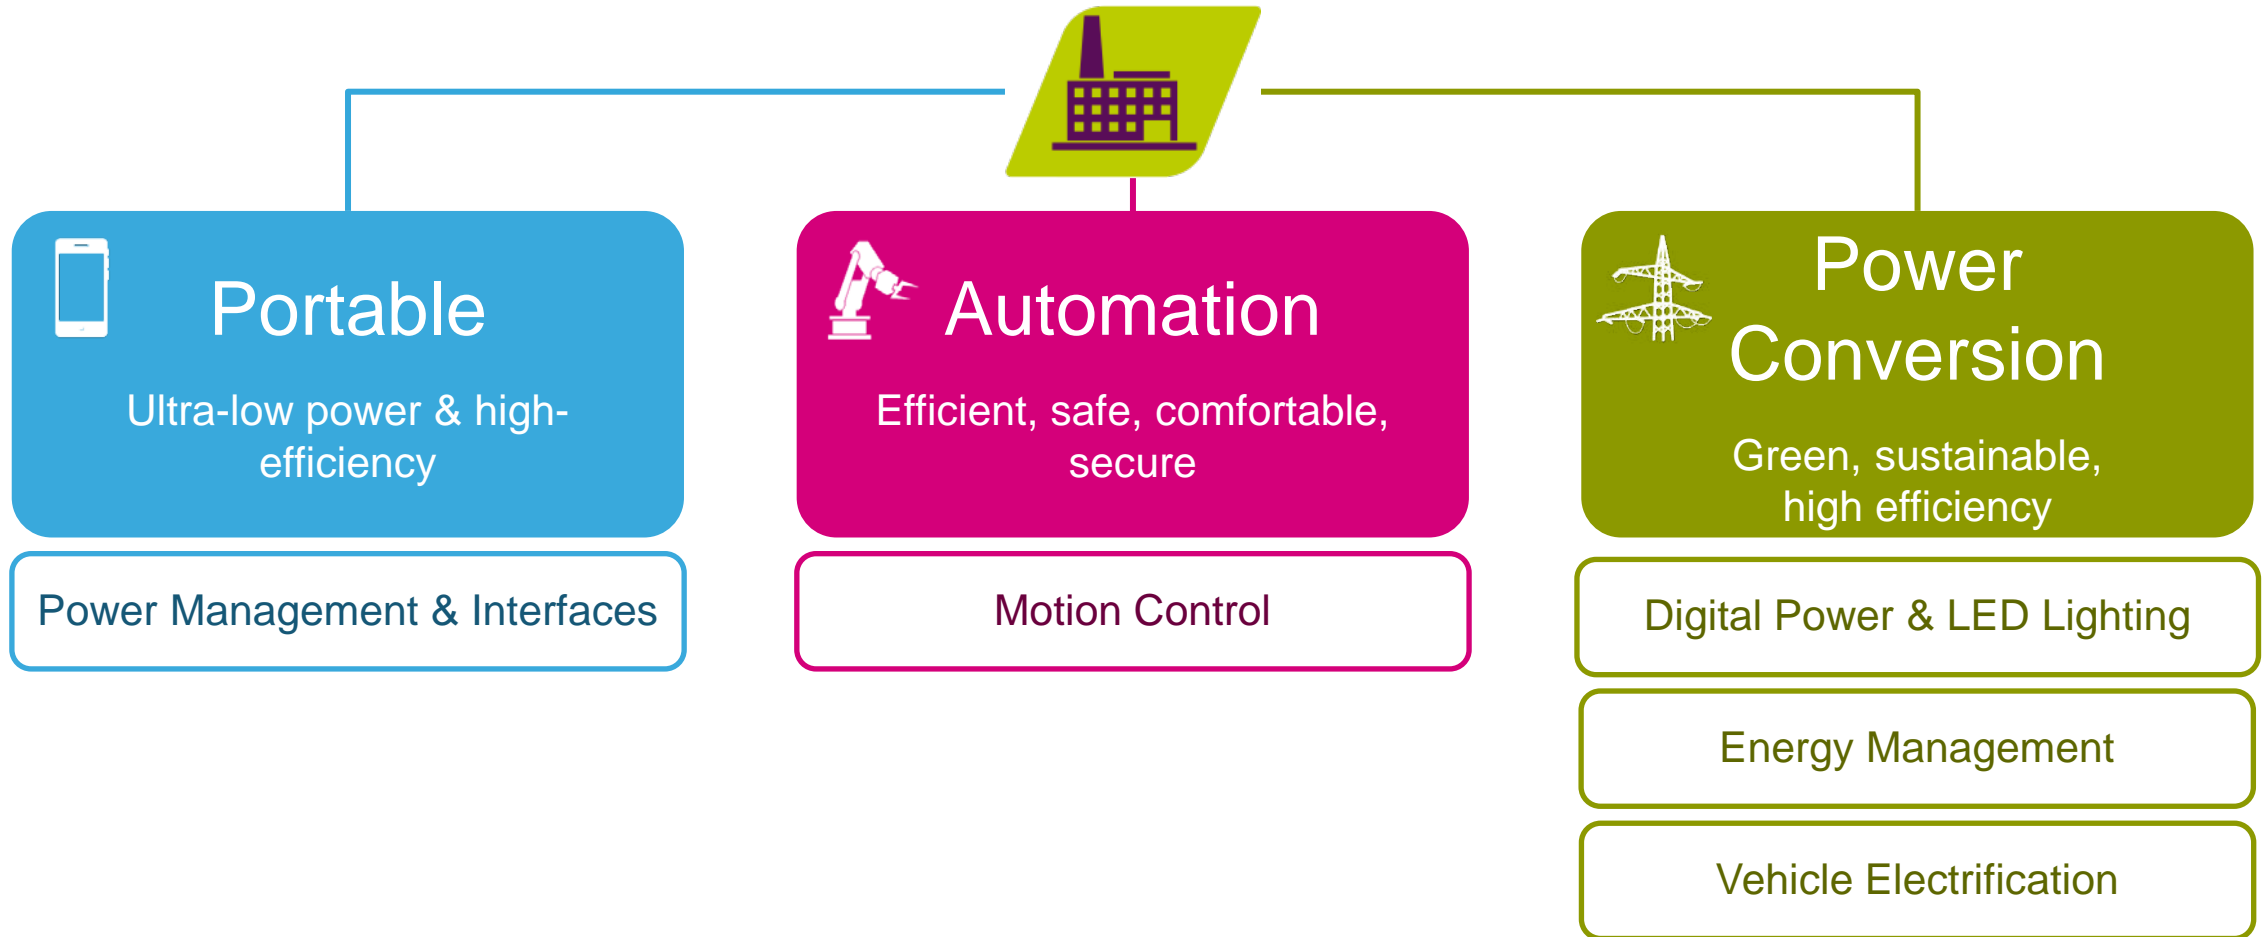 Portable
Ultra-low power & high-
efficiency
Power Management & Interfaces
Automation
Efficient, safe, comfortable,
secure
Motion Control
Power
Conversion
Green, sustainable,
high efficiency
Digital Power & LED Lighting
Energy Management
Vehicle Electrification